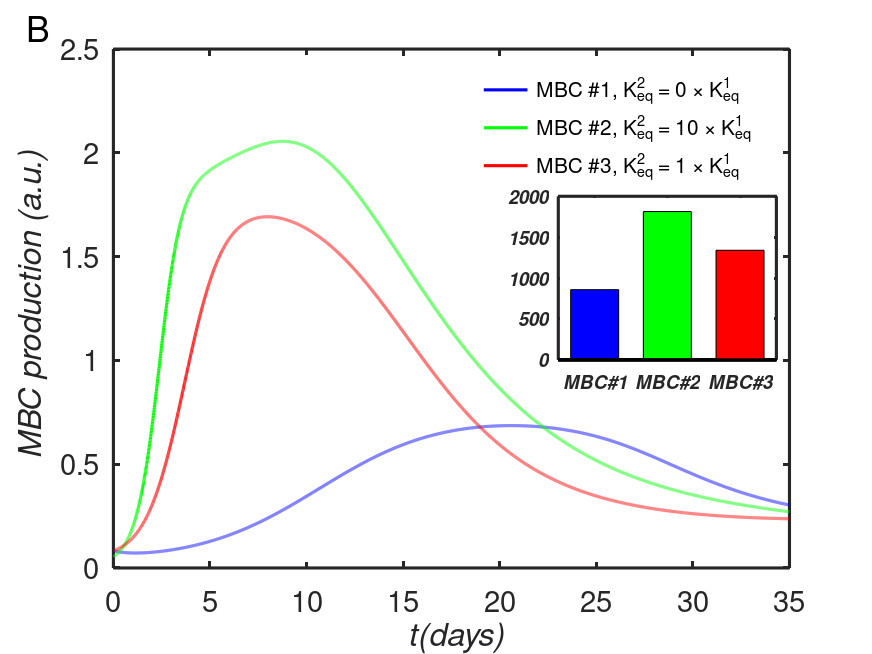 B
MBC production (a.u.)
2.5
2
1.5
1
0.5
0
0 5 10 15 20 25 30 35
t(days)
MBC #1, K²eq = 0 × K¹eq
MBC #2, K²eq = 10 × K¹eq
MBC #3, K²eq = 1 × K¹eq
2000
1500
1000
500
0
MBC#1 MBC#2 MBC#3